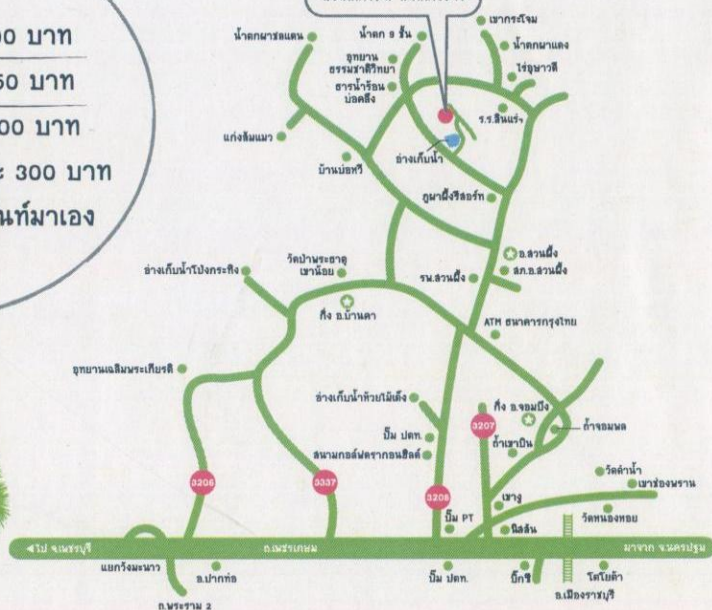 00 บาท
50 บาท
00 บาท
ะ 300 บาท
นท์มาเอง
เขากระโจม
น้ำตกผาชอแดน
น้ำตก 9 ชั้น
น้ำตกผาแดง
อุทยาน
ธรรมชาติวิทยา
ไร่อุษาวดี
ธารน้ำร้อน
บ่อคลึง
ร.ร.สินแร่ฯ
แก่งส้มแมว
อ่างเก็บน้ำ
บ้านบ่อหวี
ภูผาผึ้งรีสอร์ท
อ.สวนผึ้ง
วัดป่าพระธาตุ
เขาน้อย
อ่างเก็บน้ำโป่งกระทิง
รพ.สวนผึ้ง
สภ.อ.สวนผึ้ง
กิ่ง อ.บ้านคา
ATM ธนาคารกรุงไทย
อุทยานเฉลิมพระเกียรติ
อ่างเก็บน้ำห้วยไม้เต็ง
กิ่ง อ.จอมบึง
3207
ถ้ำจอมพล
ปั๊ม ปตท.
ถ้ำเขาบิน
สนามกอล์ฟดรากอนฮิลล์
วัดถ้ำน้ำ
3206
3337
3208
เขาช่องพราน
เขางู
ปั๊ม PT
นิสสัน
วัดหนองหอย
ไป จ.เพชรบุรี
ถ.เพชรเกษม
มาจาก จ.นครปฐม
แยกวังมะนาว
อ.ปากท่อ
ปั๊ม ปตท.
บิ๊กซี
โตโยต้า
อ.เมืองราชบุรี
ถ.พระราม 2